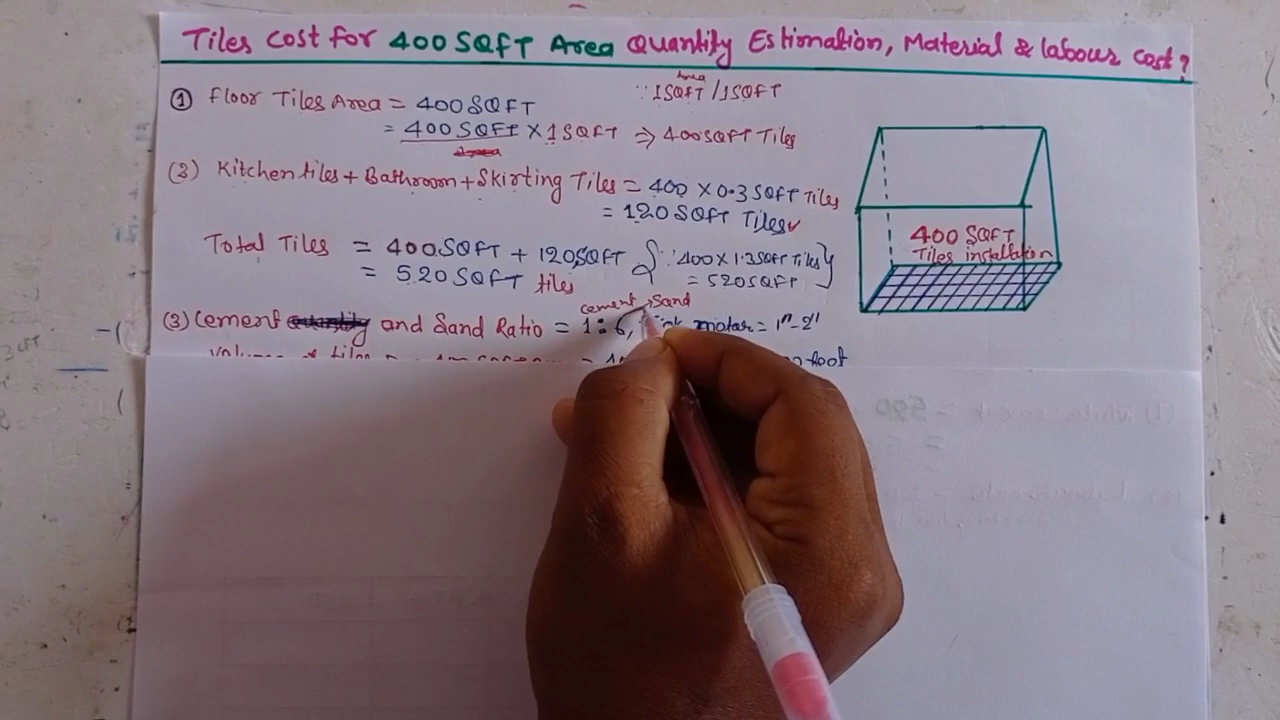 Tiles Cost for 400 SQFT Area Quantity Estimation, Material & labour cost?
① Floor Tiles Area = 400 SQFT
Area
∵ 1SQFT / 1SQFT
= 400 SQFT × 1 SQFT ⇒ 400 SQFT Tiles
(2) Kitchen tiles + Bathroom + Skirting Tiles = 400 × 0.3 SQFT Tiles
= 120 SQFT Tiles
Total Tiles = 400 SQFT + 120 SQFT {∵ 400 × 1.3 SQFT Tiles}
= 520 SQFT tiles = 520 SQFT
400 SQFT
Tiles installation
cement → Sand
(3) Cement and Sand Ratio = 1:6, motar = 1"-2"
foot